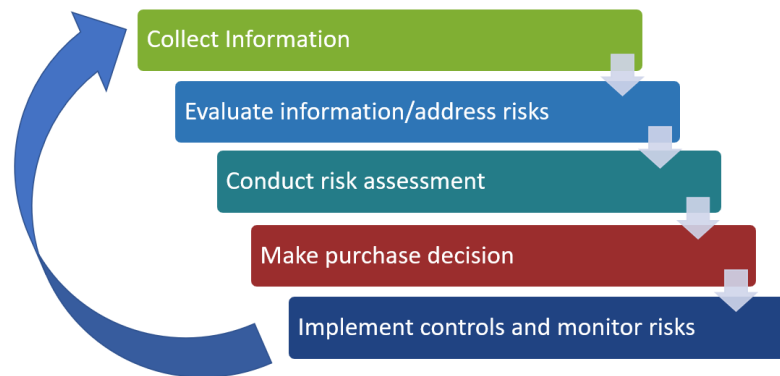 Collect Information
Evaluate information/address risks
Conduct risk assessment
Make purchase decision
Implement controls and monitor risks